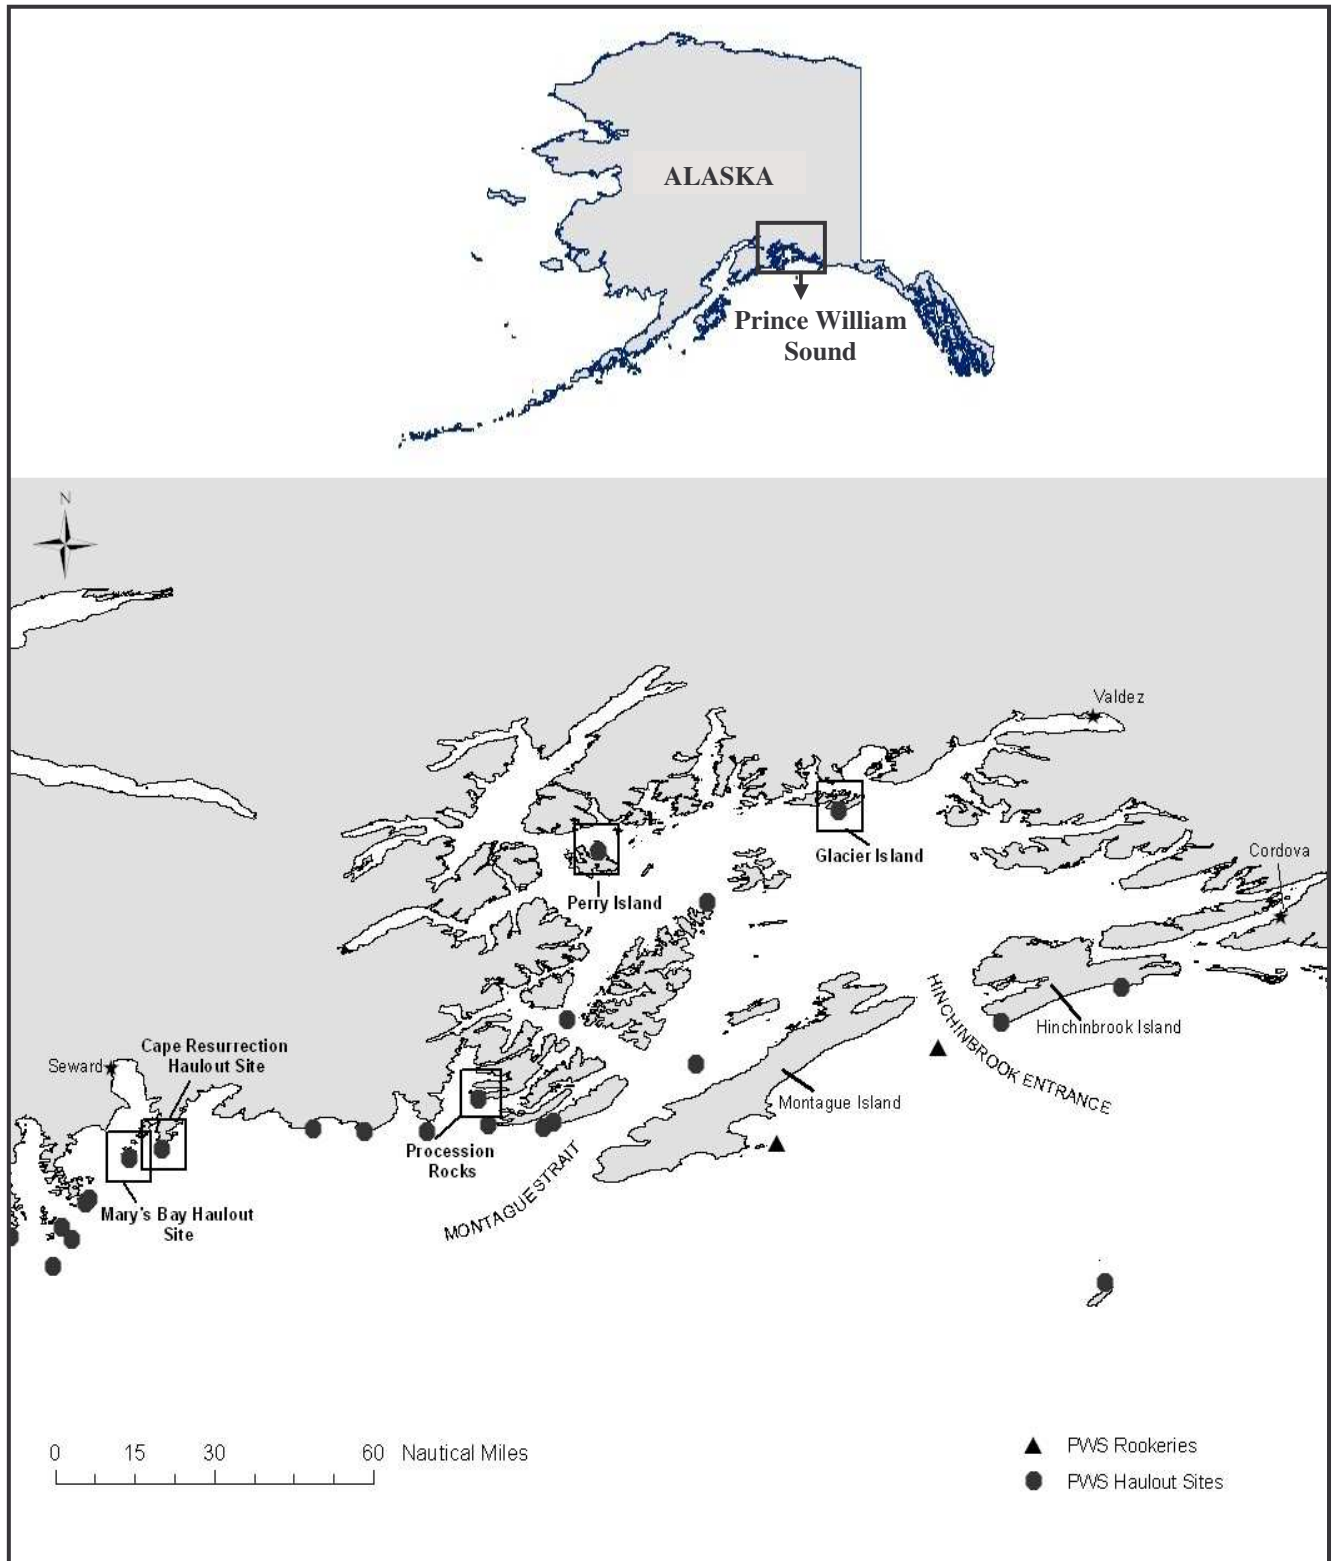 ALASKA
Prince William
Sound
N
Valdez
Cordova
Glacier Island
Perry Island
HINCHINBROOK ENTRANCE
Hinchinbrook Island
Cape Resurrection
Haulout Site
Seward
Montague Island
Procession
Rocks
MONTAGUE STRAIT
Mary's Bay Haulout
Site
0 15 30 60 Nautical Miles
PWS Rookeries
PWS Haulout Sites